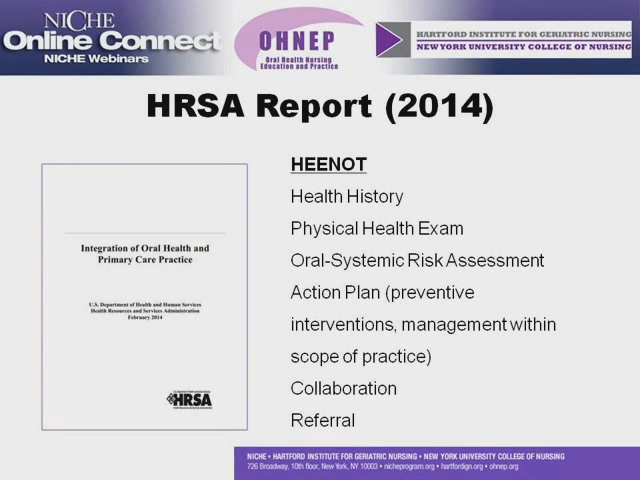 NICHE
Online Connect
NICHE Webinars
OHNEP
Oral Health Nursing
Education and Practice
HARTFORD INSTITUTE FOR GERIATRIC NURSING
NEW YORK UNIVERSITY COLLEGE OF NURSING
HRSA Report (2014)
Integration of Oral Health and
Primary Care Practice
U.S. Department of Health and Human Services
Health Resources and Services Administration
February 2014
HRSA
HEENOT
Health History
Physical Health Exam
Oral-Systemic Risk Assessment
Action Plan (preventive
interventions, management within
scope of practice)
Collaboration
Referral
NICHE • HARTFORD INSTITUTE FOR GERIATRIC NURSING • NEW YORK UNIVERSITY COLLEGE OF NURSING
726 Broadway, 10th floor, New York, NY 10003 • nicheprogram.org • hartfordign.org • ohnep.org